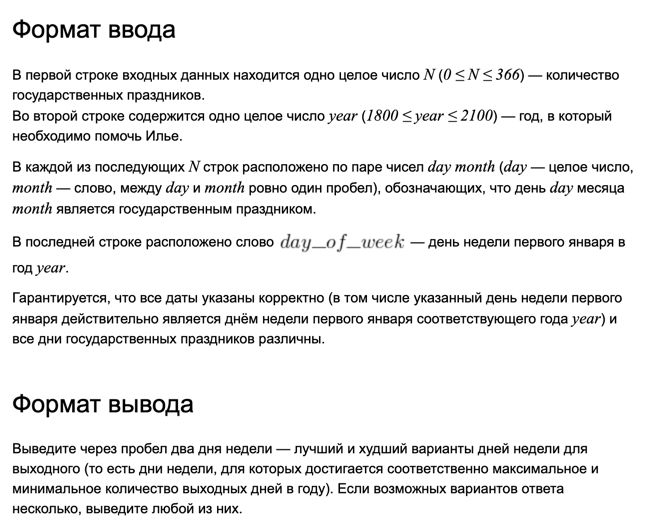 Формат ввода
В первой строке входных данных находится одно целое число N (0 ≤ N ≤ 366) — количество
государственных праздников.
Во второй строке содержится одно целое число year (1800 ≤ year ≤ 2100) — год, в который
необходимо помочь Илье.
В каждой из последующих N строк расположено по паре чисел day month (day — целое число,
month — слово, между day и month ровно один пробел), обозначающих, что день day месяца
month является государственным праздником.
В последней строке расположено слово day_of_week — день недели первого января в
год year.
Гарантируется, что все даты указаны корректно (в том числе указанный день недели первого
января действительно является днём недели первого января соответствующего года year) и
все дни государственных праздников различны.
Формат вывода
Выведите через пробел два дня недели — лучший и худший варианты дней недели для
выходного (то есть дни недели, для которых достигается соответственно максимальное и
минимальное количество выходных дней в году). Если возможных вариантов ответа
несколько, выведите любой из них.